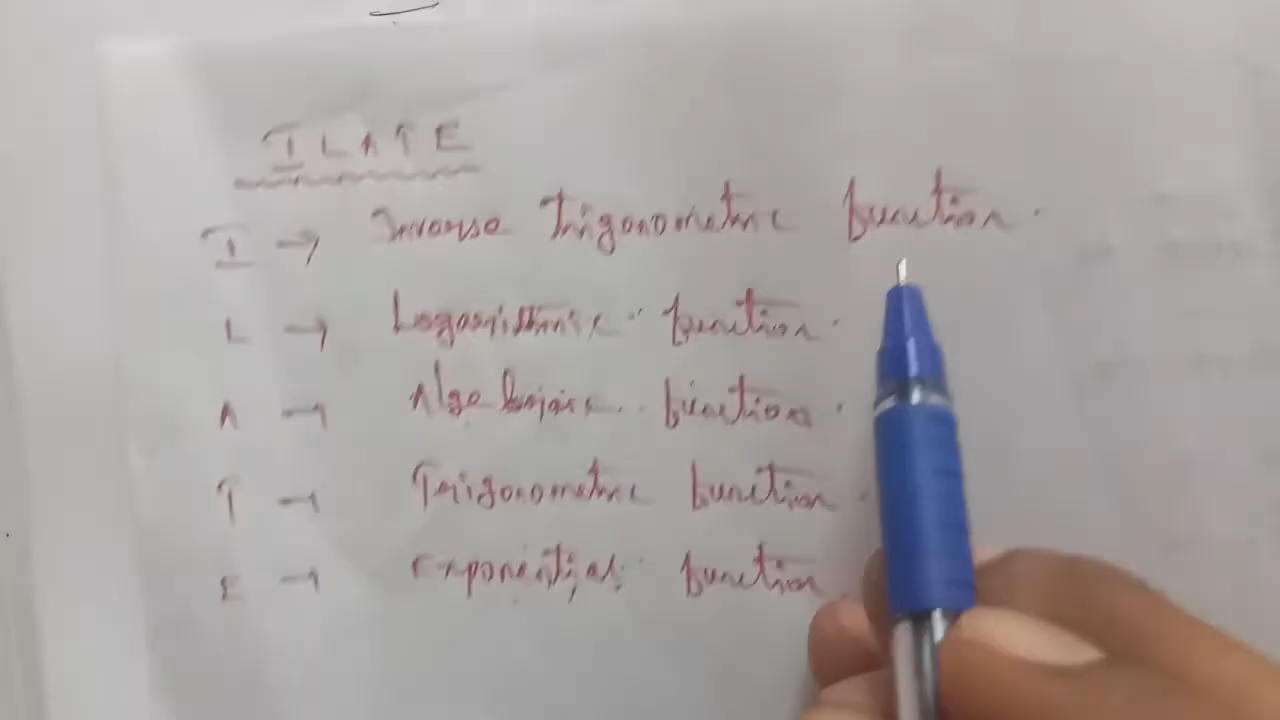 ILATE
I → Inverse Trigonometric function.
L → Logarithmic function.
A → Algebraic function.
T → Trigonometric function.
E → Exponential function.